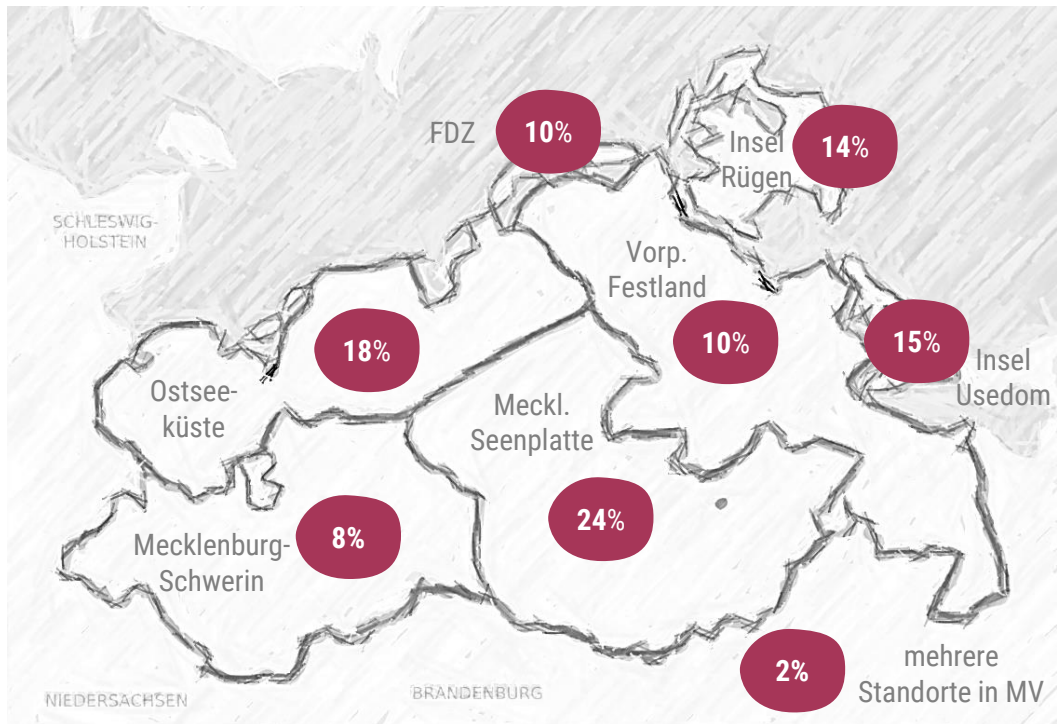 FDZ
10%
Insel
Rügen
14%
SCHLESWIG-
HOLSTEIN
Vorp.
Festland
10%
18%
15%
Insel
Usedom
Ostsee-
küste
Meckl.
Seenplatte
24%
Mecklenburg-
Schwerin
8%
2%
mehrere
Standorte in MV
NIEDERSACHSEN
BRANDENBURG